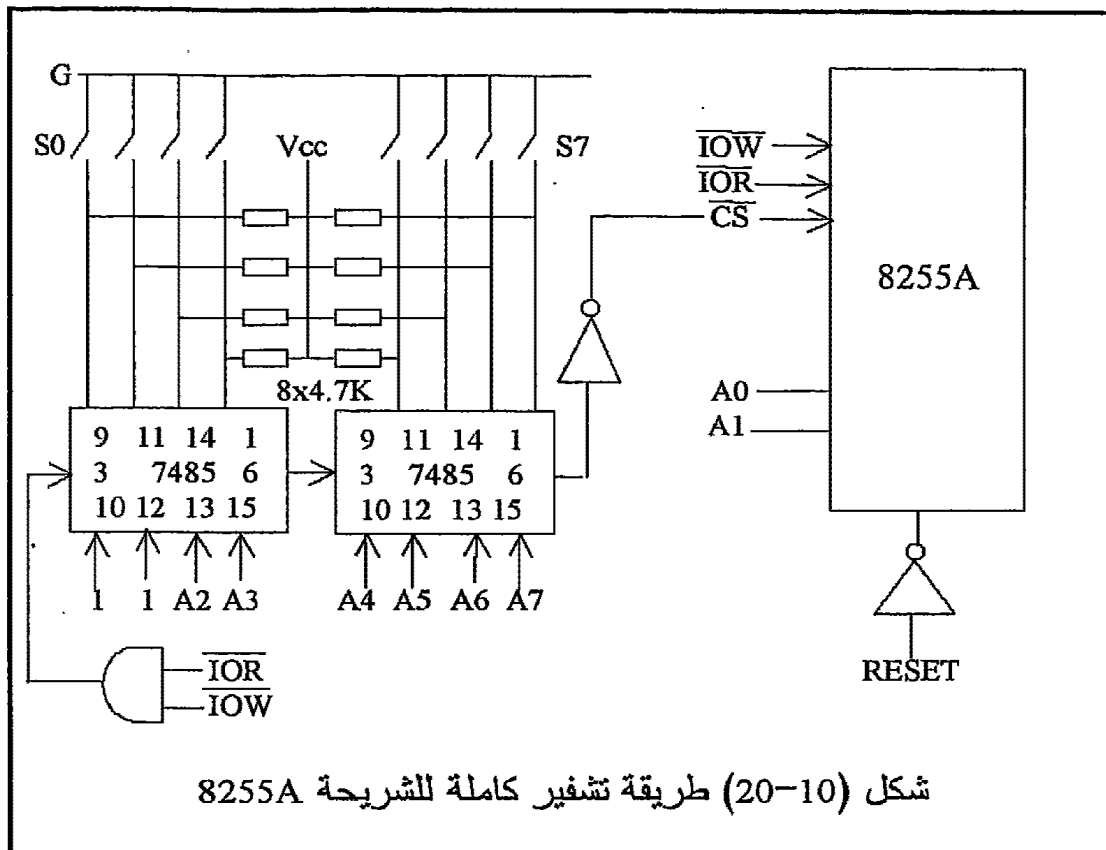 G
S0 Vcc S7
IOW
IOR
CS
8255A
8x4.7K
A0
A1
9 11 14 1
3 7485 6
10 12 13 15
9 11 14 1
3 7485 6
10 12 13 15
1 1 A2 A3
A4 A5 A6 A7
IOR
IOW
RESET
شكل (10-20) طريقة تشفير كاملة للشريحة 8255A